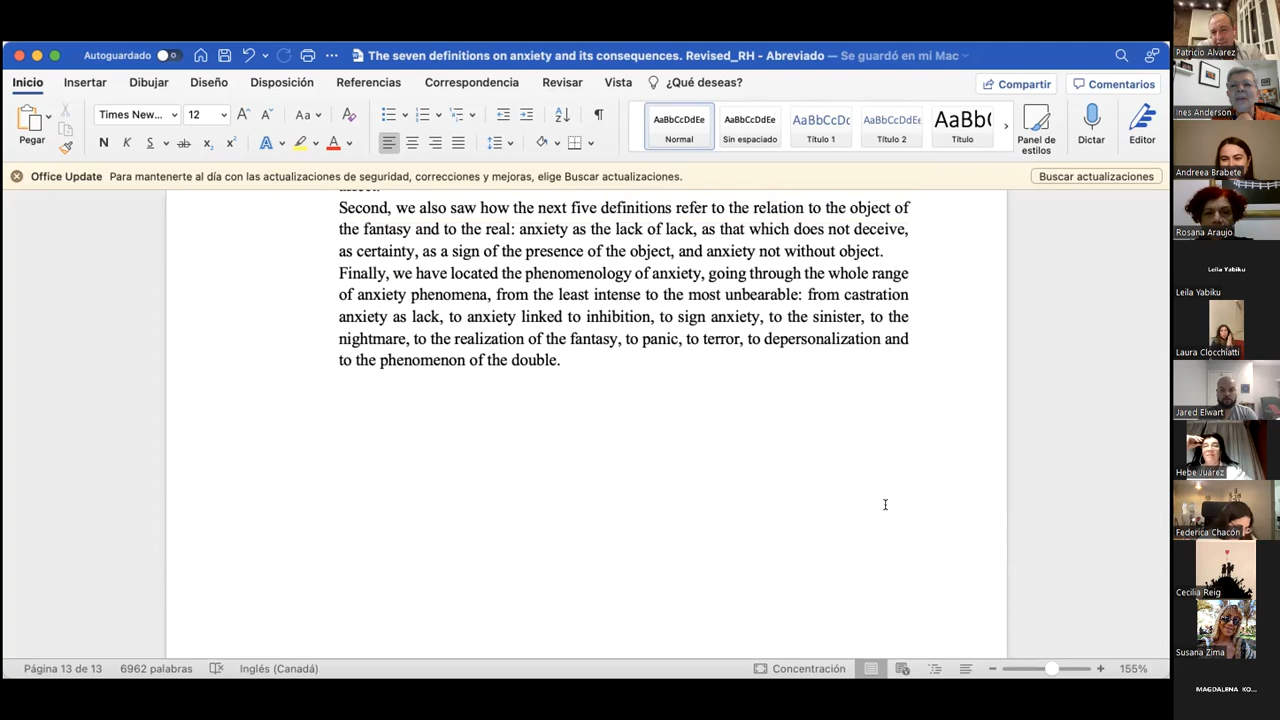 Autoguardado
The seven definitions of anxiety and its consequences. Revised_RH – Abreviado — Se guardó en mi Mac
Inicio Insertar Dibujar Diseño Disposición Referencias Correspondencia Revisar Vista ¿Qué desea?
Compartir Comentarios
Pegar
Times New... 12
AaBbCcDdEe AaBbCcDdEe AaBbCcDc AaBbCcDdEe AaBb(
Normal Sin espaciado Título 1 Título 2 Título
Panel de estilos
Dictar
Editor
Office Update Para mantenerte al día con las actualizaciones de seguridad, correcciones y mejoras, elige Buscar actualizaciones. Buscar actualizaciones
Second, we also saw how the next five definitions refer to the relation to the object of
the fantasy and to the real: anxiety as the lack of lack, as that which does not deceive,
as certainty, as a sign of the presence of the object, and anxiety not without object.
Finally, we have located the phenomenology of anxiety, going through the whole range
of anxiety phenomena, from the least intense to the most unbearable: from castration
anxiety as lack, to anxiety linked to inhibition, to sign anxiety, to the sinister, to the
nightmare, to the realization of the fantasy, to panic, to terror, to depersonalization and
to the phenomenon of the double.
Página 13 de 13 6962 palabras Inglés (Canadá) Concentración 155%
Patricio Alvarez
Ines Anderson
Andreea Brabete
Rosana Araujo
Leila Yabiku
Leila Yabiku
Laura Clocchiatti
Jared Elwart
Hebe Juárez
Federica Chacón
Cecilia Reig
Susana Zima
MAGDALENA KO...